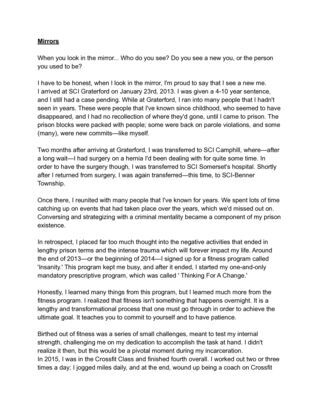 Mirrors
When you look in the mirror... Who do you see? Do you see a new you, or the person
you used to be?
I have to be honest, when I look in the mirror, I'm proud to say that I see a new me.
I arrived at SCI Graterford on January 23rd, 2013. I was given a 4-10 year sentence,
and I still had a case pending. While at Graterford, I ran into many people that I hadn't
seen in years. These were people that I've known since childhood, who seemed to have
disappeared, and I had no recollection of where they'd gone, until I came to prison. The
prison blocks were packed with people; some were back on parole violations, and some
(many), were new commits—like myself.
Two months after arriving at Graterford, I was transferred to SCI Camphill, where—after
a long wait—I had surgery on a hernia I'd been dealing with for quite some time. In
order to have the surgery though, I was transferred to SCI Somerset's hospital. Shortly
after I returned from surgery, I was again transferred—this time, to SCI-Benner
Township.
Once there, I reunited with many people that I've known for years. We spent lots of time
catching up on events that had taken place over the years, which we'd missed out on.
Conversing and strategizing with a criminal mentality became a component of my prison
existence.
In retrospect, I placed far too much thought into the negative activities that ended in
lengthy prison terms and the intense trauma which will forever impact my life. Around
the end of 2013—or the beginning of 2014—I signed up for a fitness program called
'Insanity.' This program kept me busy, and after it ended, I started my one-and-only
mandatory prescriptive program, which was called ' Thinking For A Change.'
Honestly, I learned many things from this program, but I learned much more from the
fitness program. I realized that fitness isn't something that happens overnight. It is a
lengthy and transformational process that one must go through in order to achieve the
ultimate goal. It teaches you to commit to yourself and to have patience.
Birthed out of fitness was a series of small challenges, meant to test my internal
strength, challenging me on my dedication to accomplish the task at hand. I didn't
realize it then, but this would be a pivotal moment during my incarceration.
In 2015, I was in the Crossfit Class and finished fourth overall. I worked out two or three
times a day; I jogged miles daily, and at the end, wound up being a coach on Crossfit